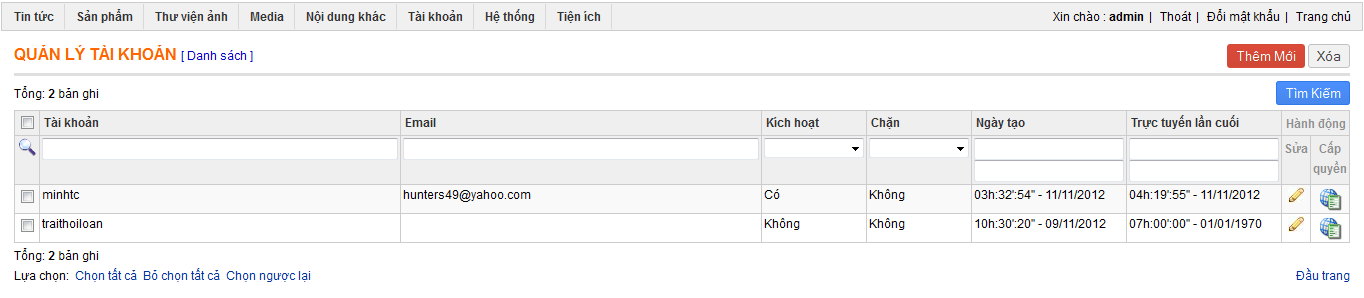 Tin tức Sản phẩm Thư viện ảnh Media Nội dung khác Tài khoản Hệ thống Tiện ích Xin chào : admin | Thoát | Đổi mật khẩu | Trang chủ
QUẢN LÝ TÀI KHOẢN [ Danh sách ] Thêm Mới Xóa
Tổng: 2 bản ghi Tìm Kiếm
Tài khoản Email Kích hoạt Chặn Ngày tạo Trực tuyến lần cuối Hành động
Sửa Cấp quyền
minhtc hunters49@yahoo.com Có Không 03h:32':54" - 11/11/2012 04h:19':55" - 11/11/2012
traithoiloan Không Không 10h:30':20" - 09/11/2012 07h:00':00" - 01/01/1970
Tổng: 2 bản ghi
Lựa chọn: Chọn tất cả Bỏ chọn tất cả Chọn ngược lại Đầu trang